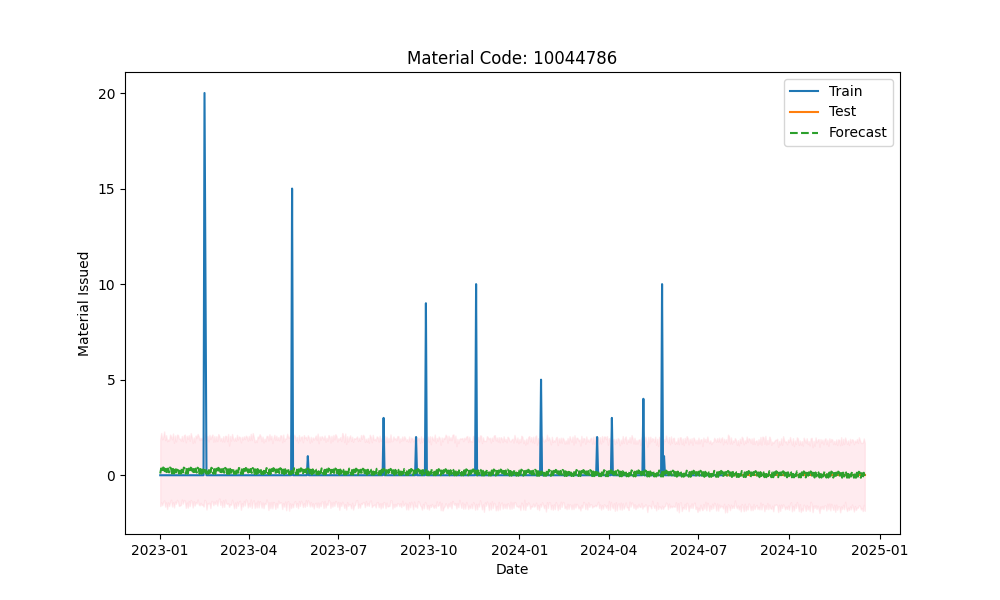 Material Code: 10044786
Train
Test
Forecast
20
15
10
5
0
Material Issued
2023-01 2023-04 2023-07 2023-10 2024-01 2024-04 2024-07 2024-10 2025-01
Date